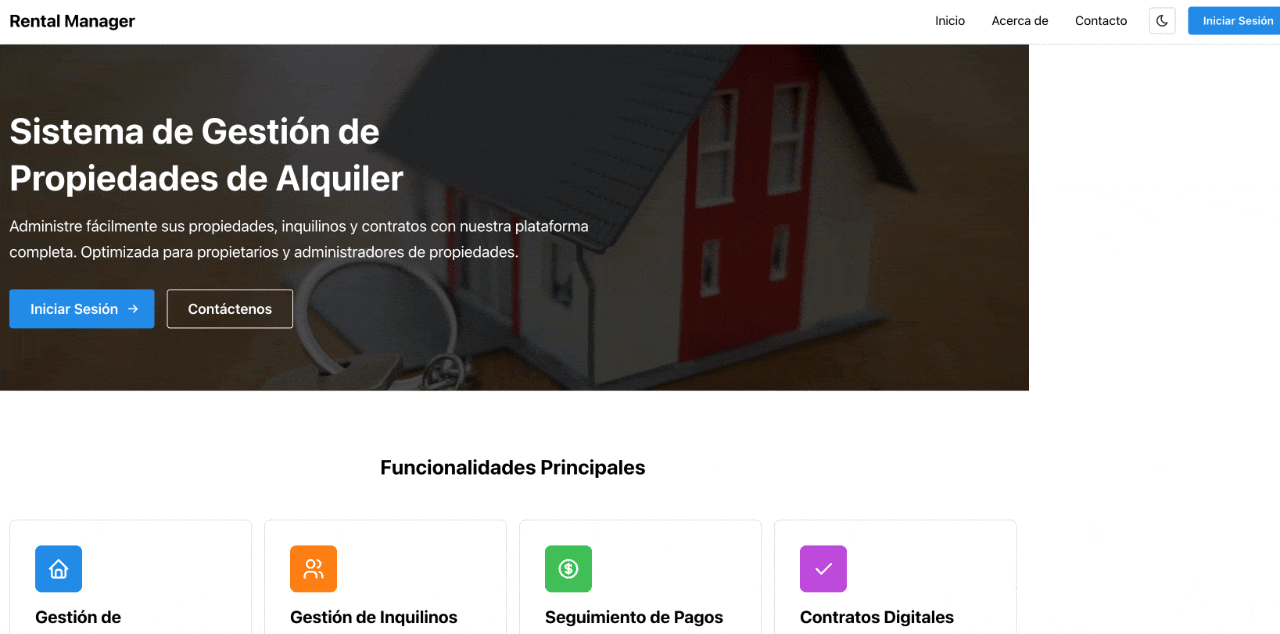 Rental Manager
Inicio
Acerca de
Contacto
Iniciar Sesión
Sistema de Gestión de
Propiedades de Alquiler
Administre fácilmente sus propiedades, inquilinos y contratos con nuestra plataforma
completa. Optimizada para propietarios y administradores de propiedades.
Iniciar Sesión →
Contáctenos
Funcionalidades Principales
Gestión de
Gestión de Inquilinos
Seguimiento de Pagos
Contratos Digitales